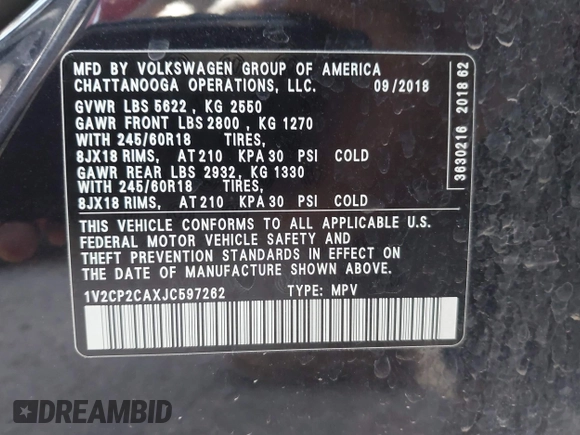 MFD BY VOLKSWAGEN GROUP OF AMERICA
CHATTANOOGA OPERATIONS, LLC. 09/2018
GVWR LBS 5622 , KG 2550
GAWR FRONT LBS 2800 , KG 1270
WITH 245/60R18 TIRES,
8JX18 RIMS, AT 210 KPA 30 PSI COLD
GAWR REAR LBS 2932, KG 1330
WITH 245/60R18 TIRES,
8JX18 RIMS, AT 210 KPA 30 PSI COLD
THIS VEHICLE CONFORMS TO ALL APPLICABLE U.S.
FEDERAL MOTOR VEHICLE SAFETY AND
THEFT PREVENTION STANDARDS IN EFFECT ON
THE DATE OF MANUFACTURE SHOWN ABOVE.
1V2CP2CAXJC597262 TYPE: MPV
3630216 2018 62
DREAMBID